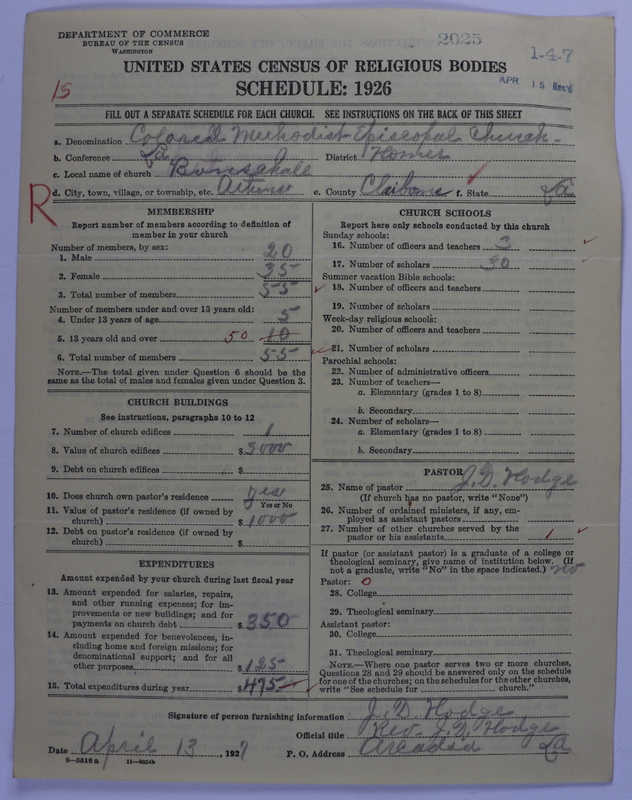 DEPARTMENT OF COMMERCE
BUREAU OF THE CENSUS
WASHINGTON
2025
1-4-7
APR 15 Rec'd
UNITED STATES CENSUS OF RELIGIOUS BODIES
SCHEDULE: 1926
15
FILL OUT A SEPARATE SCHEDULE FOR EACH CHURCH. SEE INSTRUCTIONS ON THE BACK OF THIS SHEET
a. Denomination Colored Methodist Episcopal Church
b. Conference La. District Homer
c. Local name of church
R
d. City, town, village, or township, etc. e. County Claiborne f. State La
MEMBERSHIP
Report number of members according to definition of
member in your church
Number of members, by sex:
1. Male 20
2. Female 35
3. Total number of members 55
Number of members under and over 13 years old:
4. Under 13 years of age 5
5. 13 years old and over 50 10
6. Total number of members 55
NOTE.—The total given under Question 6 should be
same as the total of males and females given under Question 3.
CHURCH BUILDINGS
See instructions, paragraphs 10 to 12
7. Number of church edifices 1
8. Value of church edifices $3000
9. Debt on church edifices $
10. Does church own pastor's residence yes
Yes or No
11. Value of pastor's residence (if owned by
church) $1000
12. Debt on pastor's residence (if owned by
church) $
EXPENDITURES
Amount expended by your church during last fiscal year
13. Amount expended for salaries, repairs,
and other running expenses; for im-
provements or new buildings; and for
payments on church debt $350
14. Amount expended for benevolences, in-
cluding home and foreign missions; for
denominational support; and for all
other purposes $125
15. Total expenditures during year $475
CHURCH SCHOOLS
Report here only schools conducted by this church
Sunday schools:
16. Number of officers and teachers 3
17. Number of scholars 30
Summer vacation Bible schools:
18. Number of officers and teachers
19. Number of scholars
Week-day religious schools:
20. Number of officers and teachers
21. Number of scholars
Parochial schools:
22. Number of administrative officers
23. Number of teachers—
a. Elementary (grades 1 to 8)
b. Secondary
24. Number of scholars—
a. Elementary (grades 1 to 8)
b. Secondary
PASTOR
25. Name of pastor J. D. Hodge
(If church has no pastor, write "None")
26. Number of ordained ministers, if any, em-
ployed as assistant pastors
27. Number of other churches served by the
pastor or his assistants 1
If pastor (or assistant pastor) is a graduate of a college or
theological seminary, give name of institution below. (If
not a graduate, write "No" in the space indicated.) no
Pastor: 0
28. College
29. Theological seminary
Assistant pastor:
30. College
31. Theological seminary
NOTE.—Where one pastor serves two or more churches,
Questions 28 and 29 should be answered only on the schedule
for one of the churches; on the schedules for the other churches,
write "See schedule for church."
Signature of person furnishing information J. D. Hodge
Official title Rev. J. D. Hodge
Date April 13, 1927 P. O. Address Arcadia La
8-5518a 11-9054b